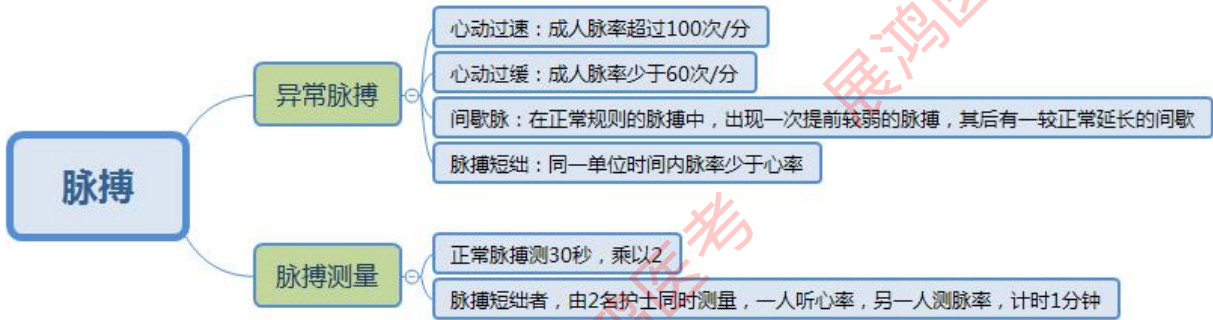 脉搏
异常脉搏
心动过速：成人脉率超过100次/分
心动过缓：成人脉率少于60次/分
间歇脉：在正常规则的脉搏中，出现一次提前较弱的脉搏，其后有一较正常延长的间歇
脉搏短绌：同一单位时间内脉率少于心率
脉搏测量
正常脉搏测30秒，乘以2
脉搏短绌者，由2名护士同时测量，一人听心率，另一人测脉率，计时1分钟
展鸿医
鸿医考